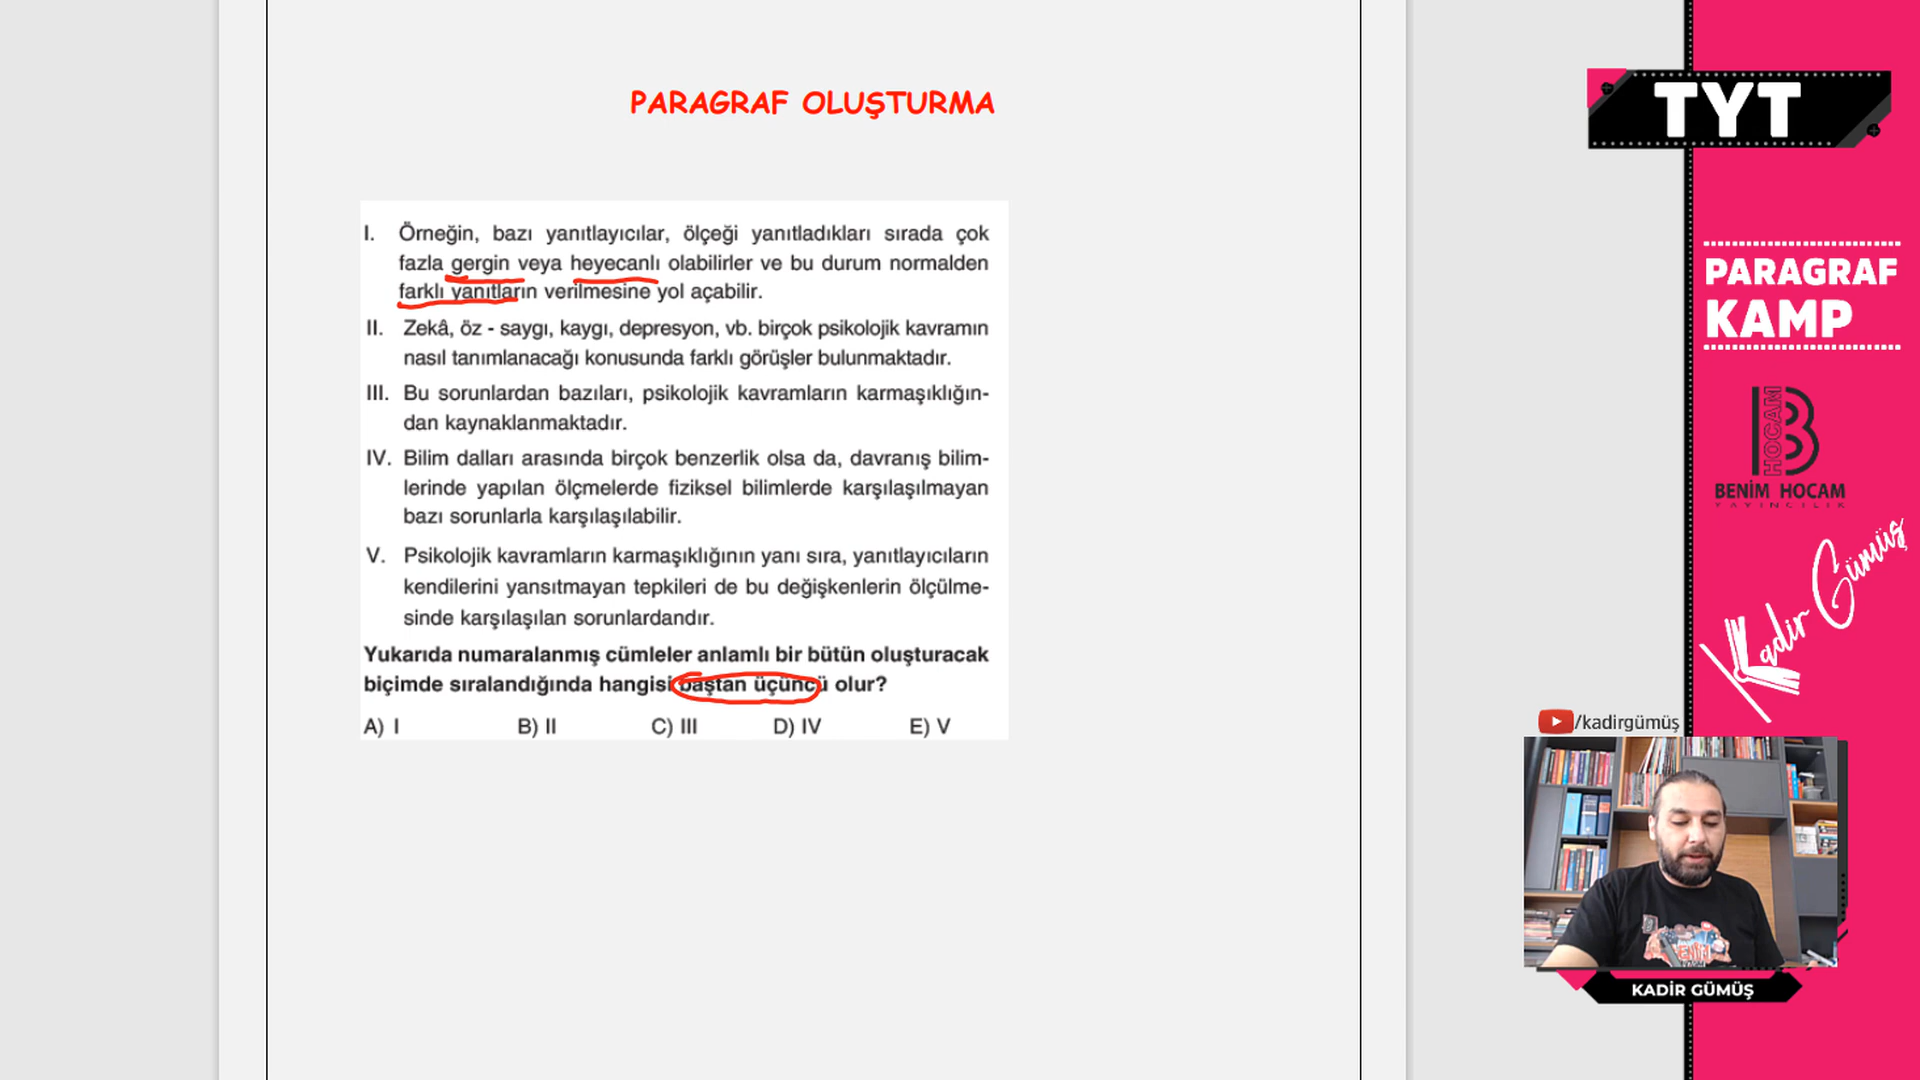 PARAGRAF OLUŞTURMA
I. Örneğin, bazı yanıtlayıcılar, ölçeği yanıtladıkları sırada çok
fazla gergin veya heyecanlı olabilirler ve bu durum normalden
farklı yanıtların verilmesine yol açabilir.
II. Zekâ, öz - saygı, kaygı, depresyon, vb. birçok psikolojik kavramın
nasıl tanımlanacağı konusunda farklı görüşler bulunmaktadır.
III. Bu sorunlardan bazıları, psikolojik kavramların karmaşıklığın-
dan kaynaklanmaktadır.
IV. Bilim dalları arasında birçok benzerlik olsa da, davranış bilim-
lerinde yapılan ölçmelerde fiziksel bilimlerde karşılaşılmayan
bazı sorunlarla karşılaşılabilir.
V. Psikolojik kavramların karmaşıklığının yanı sıra, yanıtlayıcıların
kendilerini yansıtmayan tepkileri de bu değişkenlerin ölçülme-
sinde karşılaşılan sorunlardandır.
Yukarıda numaralanmış cümleler anlamlı bir bütün oluşturacak
biçimde sıralandığında hangisi baştan üçüncü olur?
A) I B) II C) III D) IV E) V
TYT
PARAGRAF
KAMP
HOCAM
BENİM HOCAM
YAYINCILIK
Kadir Gümüş
/kadirgümüş
KADİR GÜMÜŞ